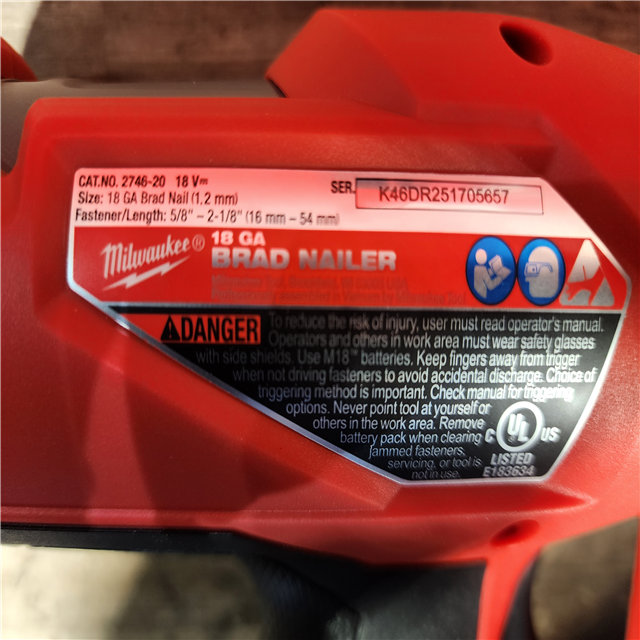 CAT.NO. 2746-20 18 V⎓
Size: 18 GA Brad Nail (1,2 mm)
Fastener/Length: 5/8" – 2-1/8" (16 mm – 54 mm)
SER.
K46DR251705657
Milwaukee®
18 GA
BRAD NAILER
DANGER
To reduce the risk of injury, user must read operator's manual.
Operators and others in work area must wear safety glasses
with side shields. Use M18™ batteries. Keep fingers away from trigger
when not driving fasteners to avoid accidental discharge. Choice of
triggering method is important. Check manual for triggering
options. Never point tool at yourself or
others in the work area. Remove
battery pack when clearing
jammed fasteners,
servicing, or tool is
not in use.
C UL US
LISTED
E183634